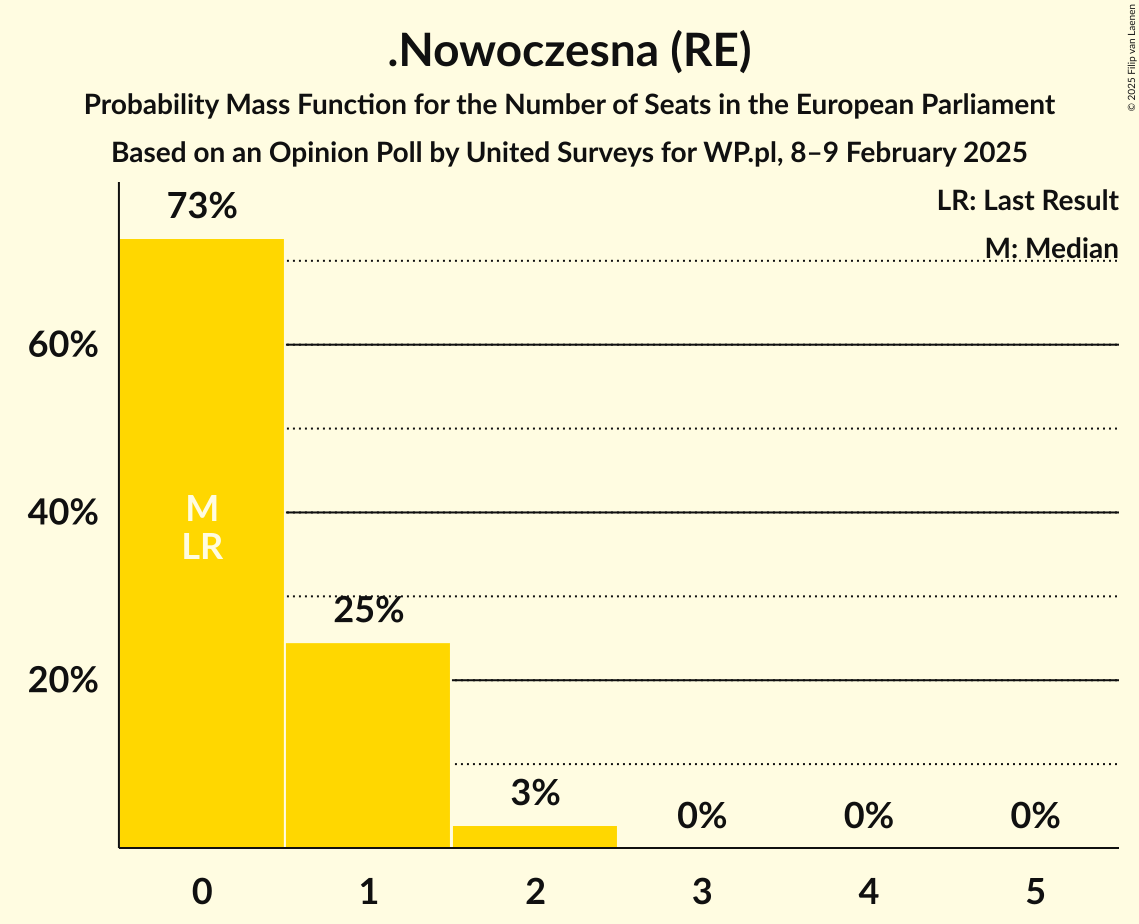 .Nowoczesna (RE)
Probability Mass Function for the Number of Seats in the European Parliament
Based on an Opinion Poll by United Surveys for WP.pl, 8–9 February 2025
© 2025 Filip van Laenen
LR: Last Result
M: Median
73%
60%
40%
20%
M
LR
25%
3%
0%
0%
0%
0
1
2
3
4
5